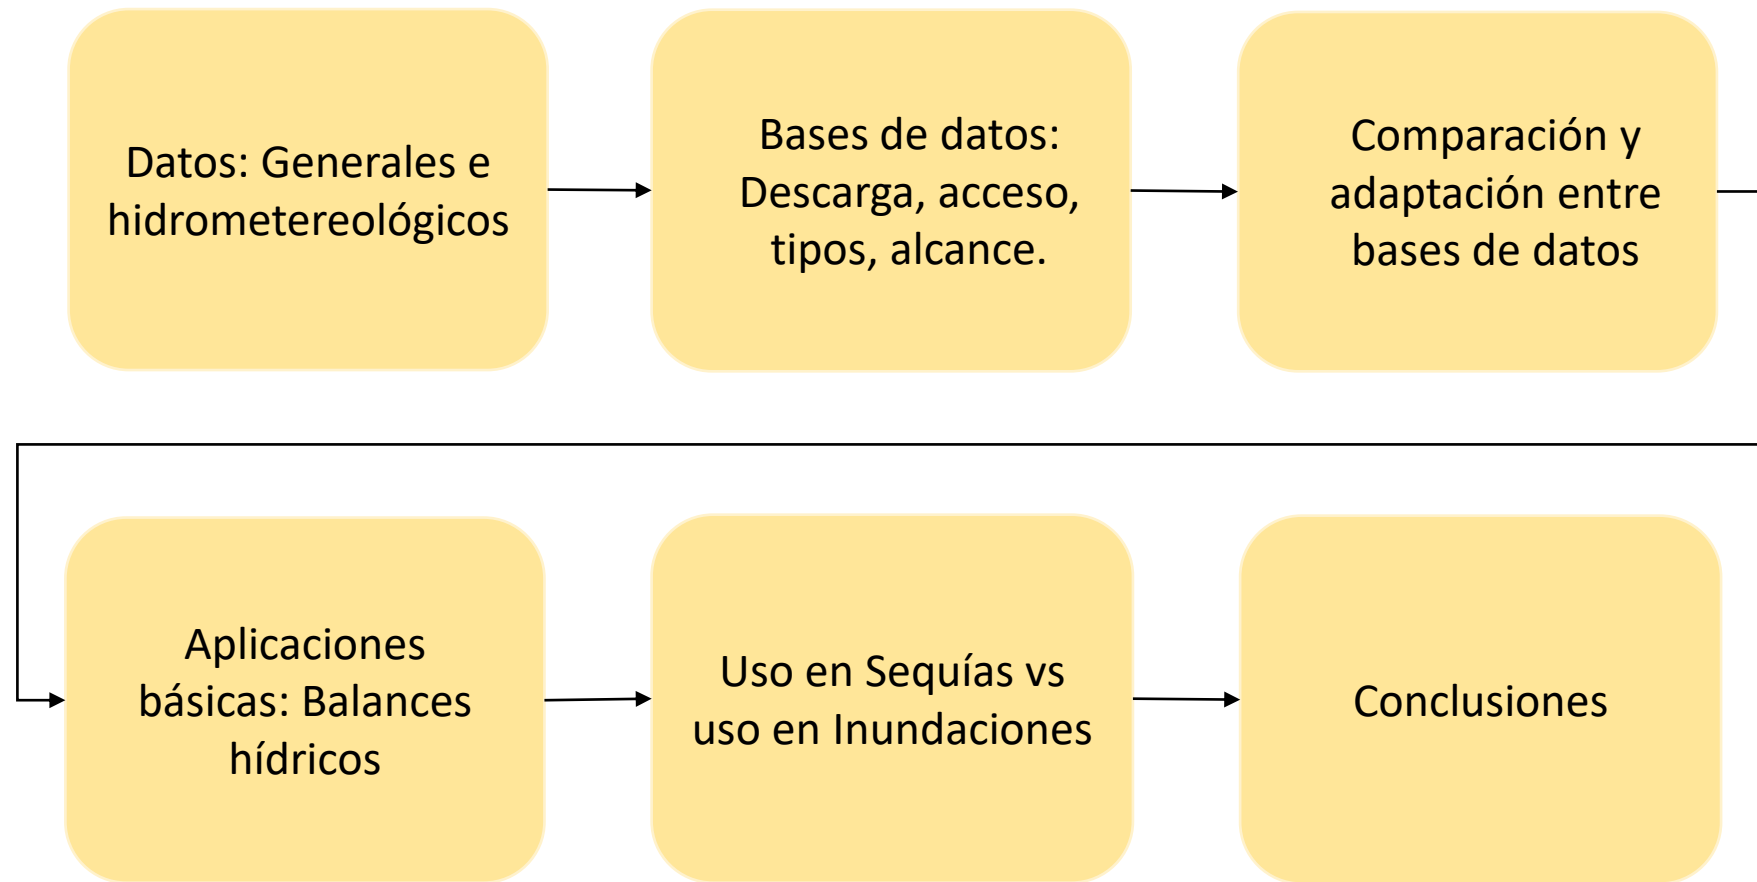 Datos: Generales e
hidrometereológicos
Bases de datos:
Descarga, acceso,
tipos, alcance.
Comparación y
adaptación entre
bases de datos
Aplicaciones
básicas: Balances
hídricos
Uso en Sequías vs
uso en Inundaciones
Conclusiones